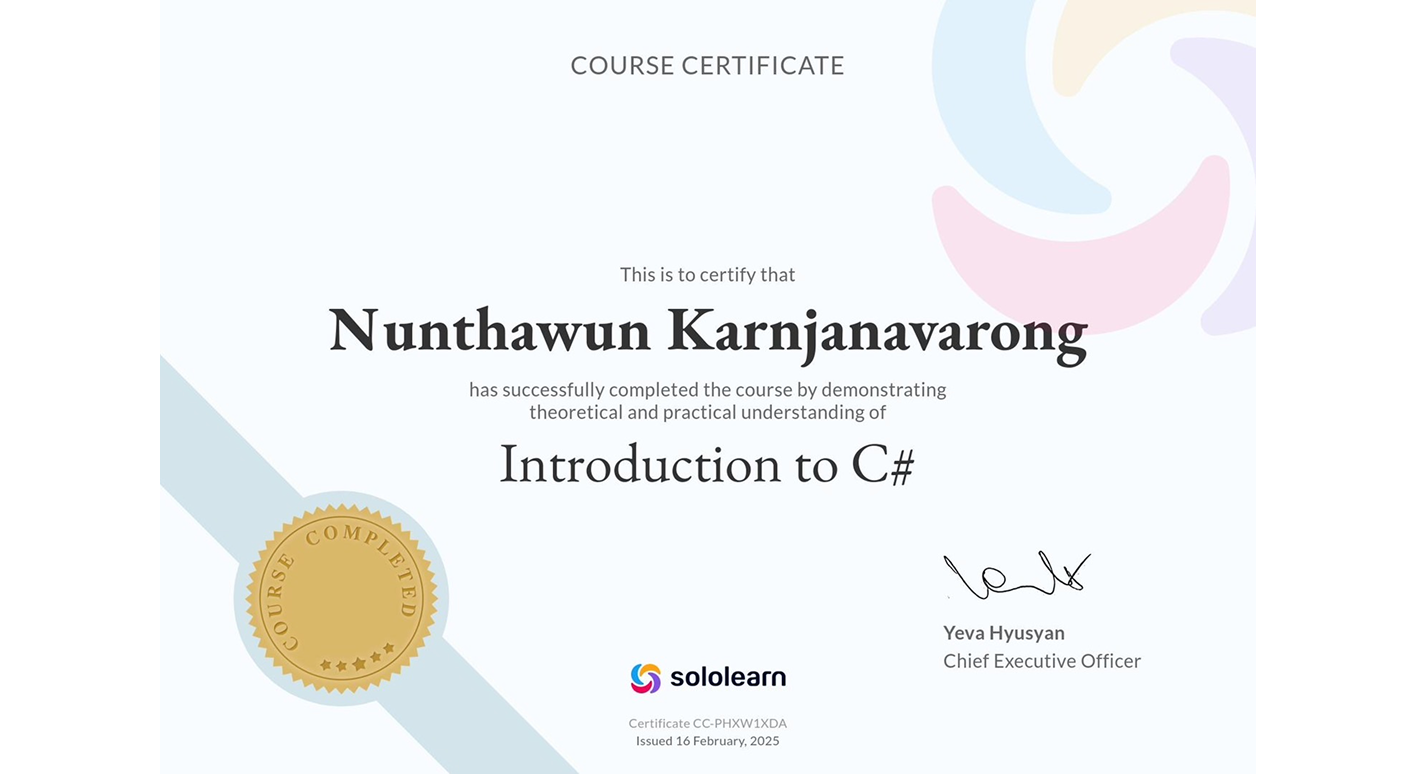 COURSE CERTIFICATE
This is to certify that
Nunthawun Karnjanavarong
has successfully completed the course by demonstrating
theoretical and practical understanding of
Introduction to C#
COURSE COMPLETED
Yeva Hyusyan
Chief Executive Officer
sololearn
Certificate CC-PHXW1XDA
Issued 16 February, 2025